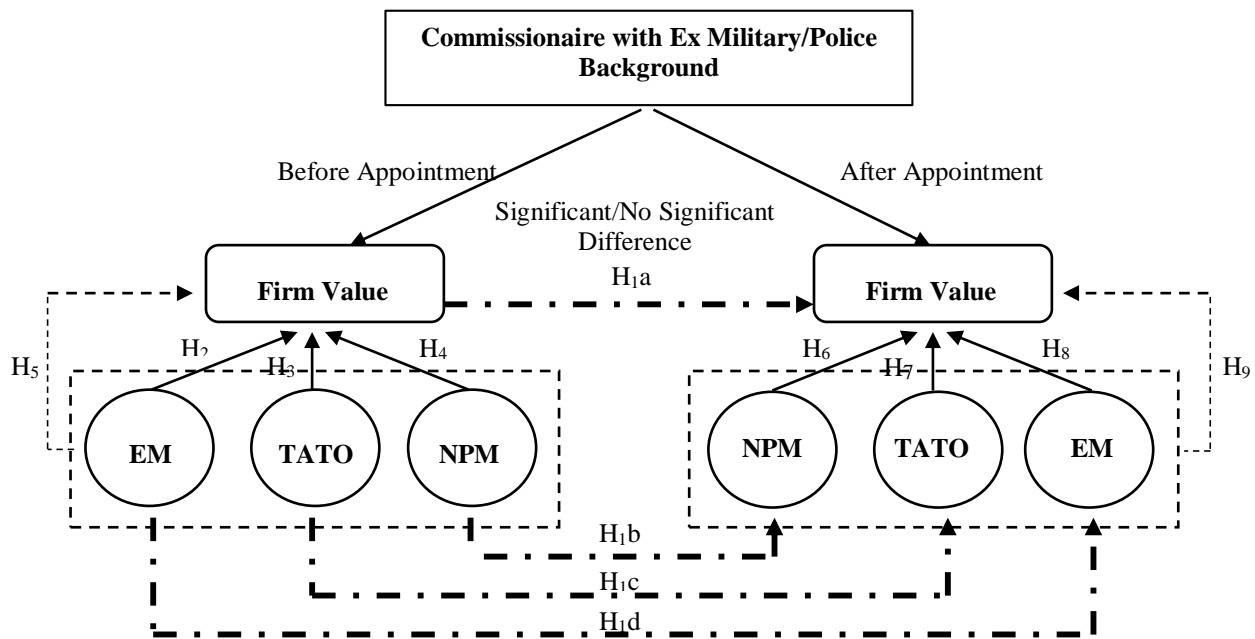 Commissionaire with Ex Military/Police
Background
Before Appointment
After Appointment
Significant/No Significant
Difference
Firm Value
H₁a
Firm Value
H₅
H₂
H₃
H₄
H₆
H₇
H₈
H₉
EM
TATO
NPM
NPM
TATO
EM
H₁b
H₁c
H₁d